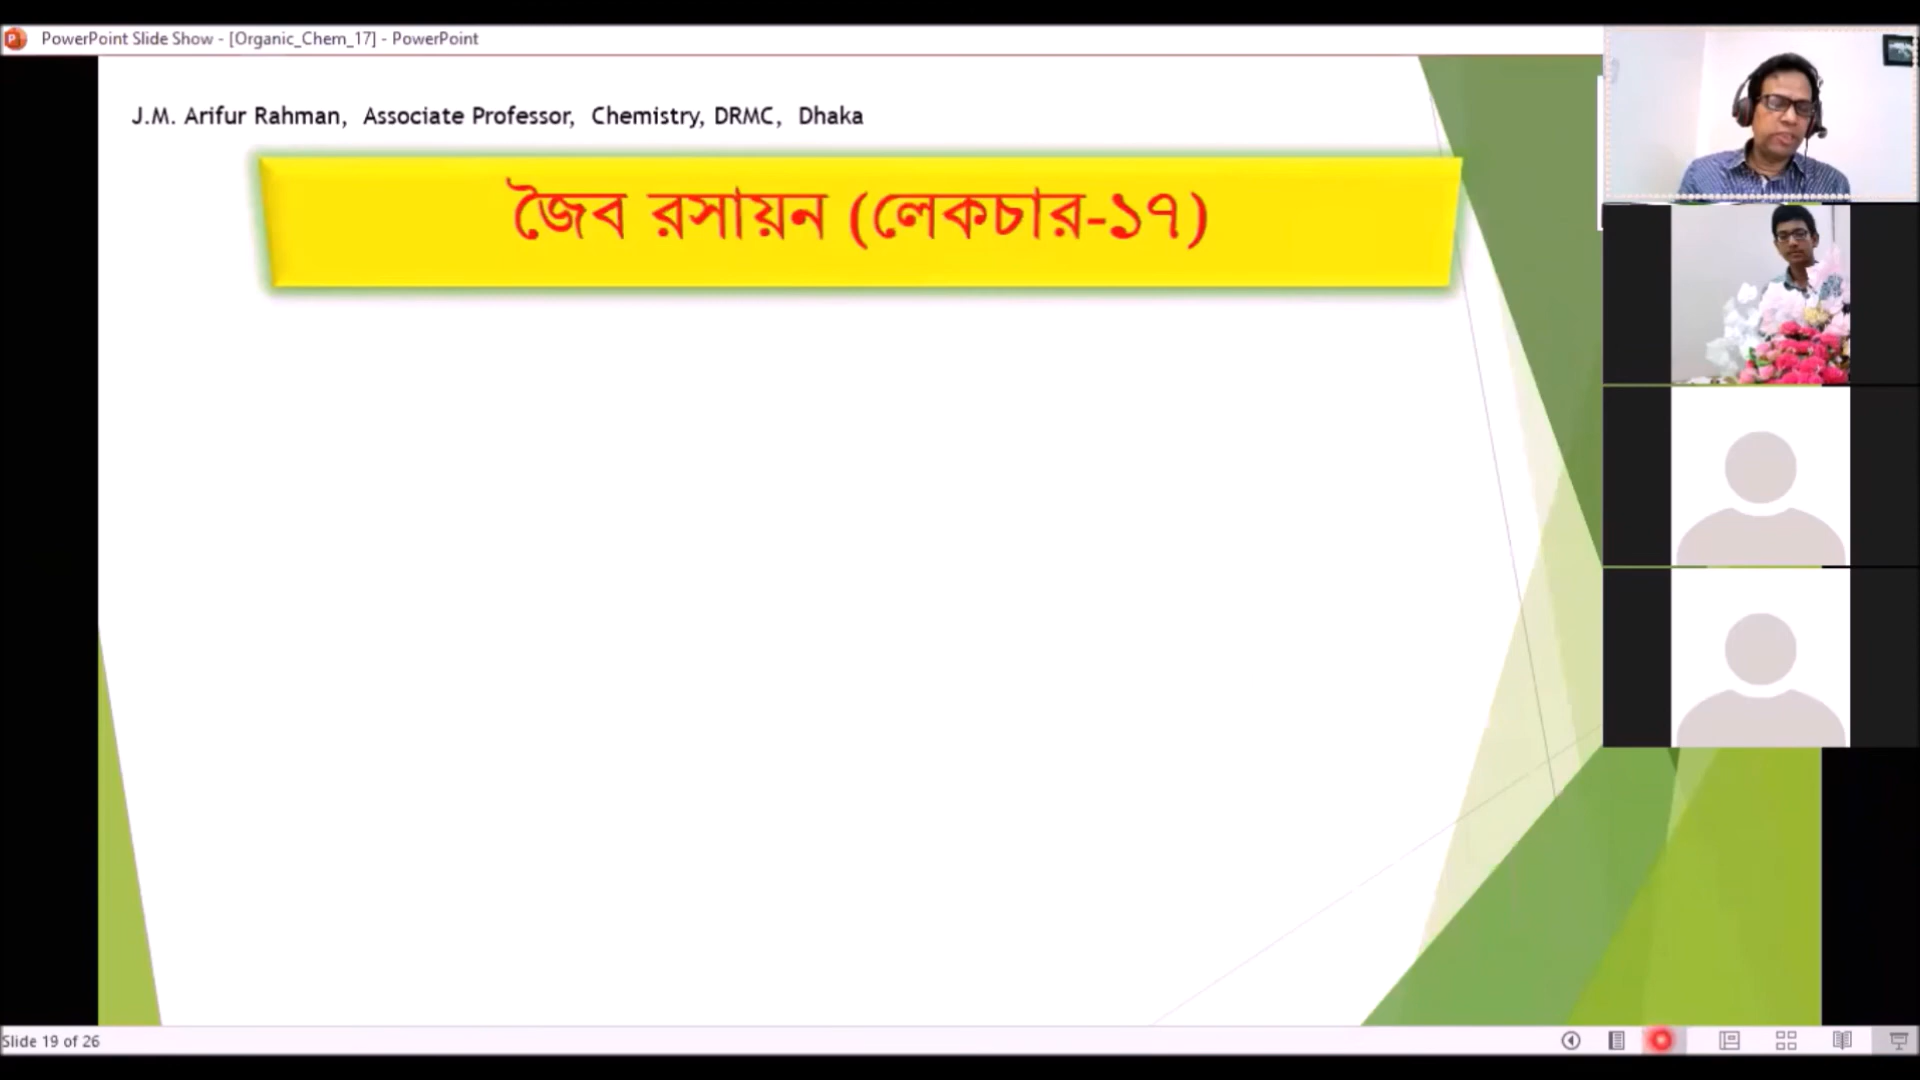 PowerPoint Slide Show - [Organic_Chem_17] - PowerPoint
J.M. Arifur Rahman, Associate Professor, Chemistry, DRMC, Dhaka
জৈব রসায়ন (লেকচার-১৭)
Slide 19 of 26